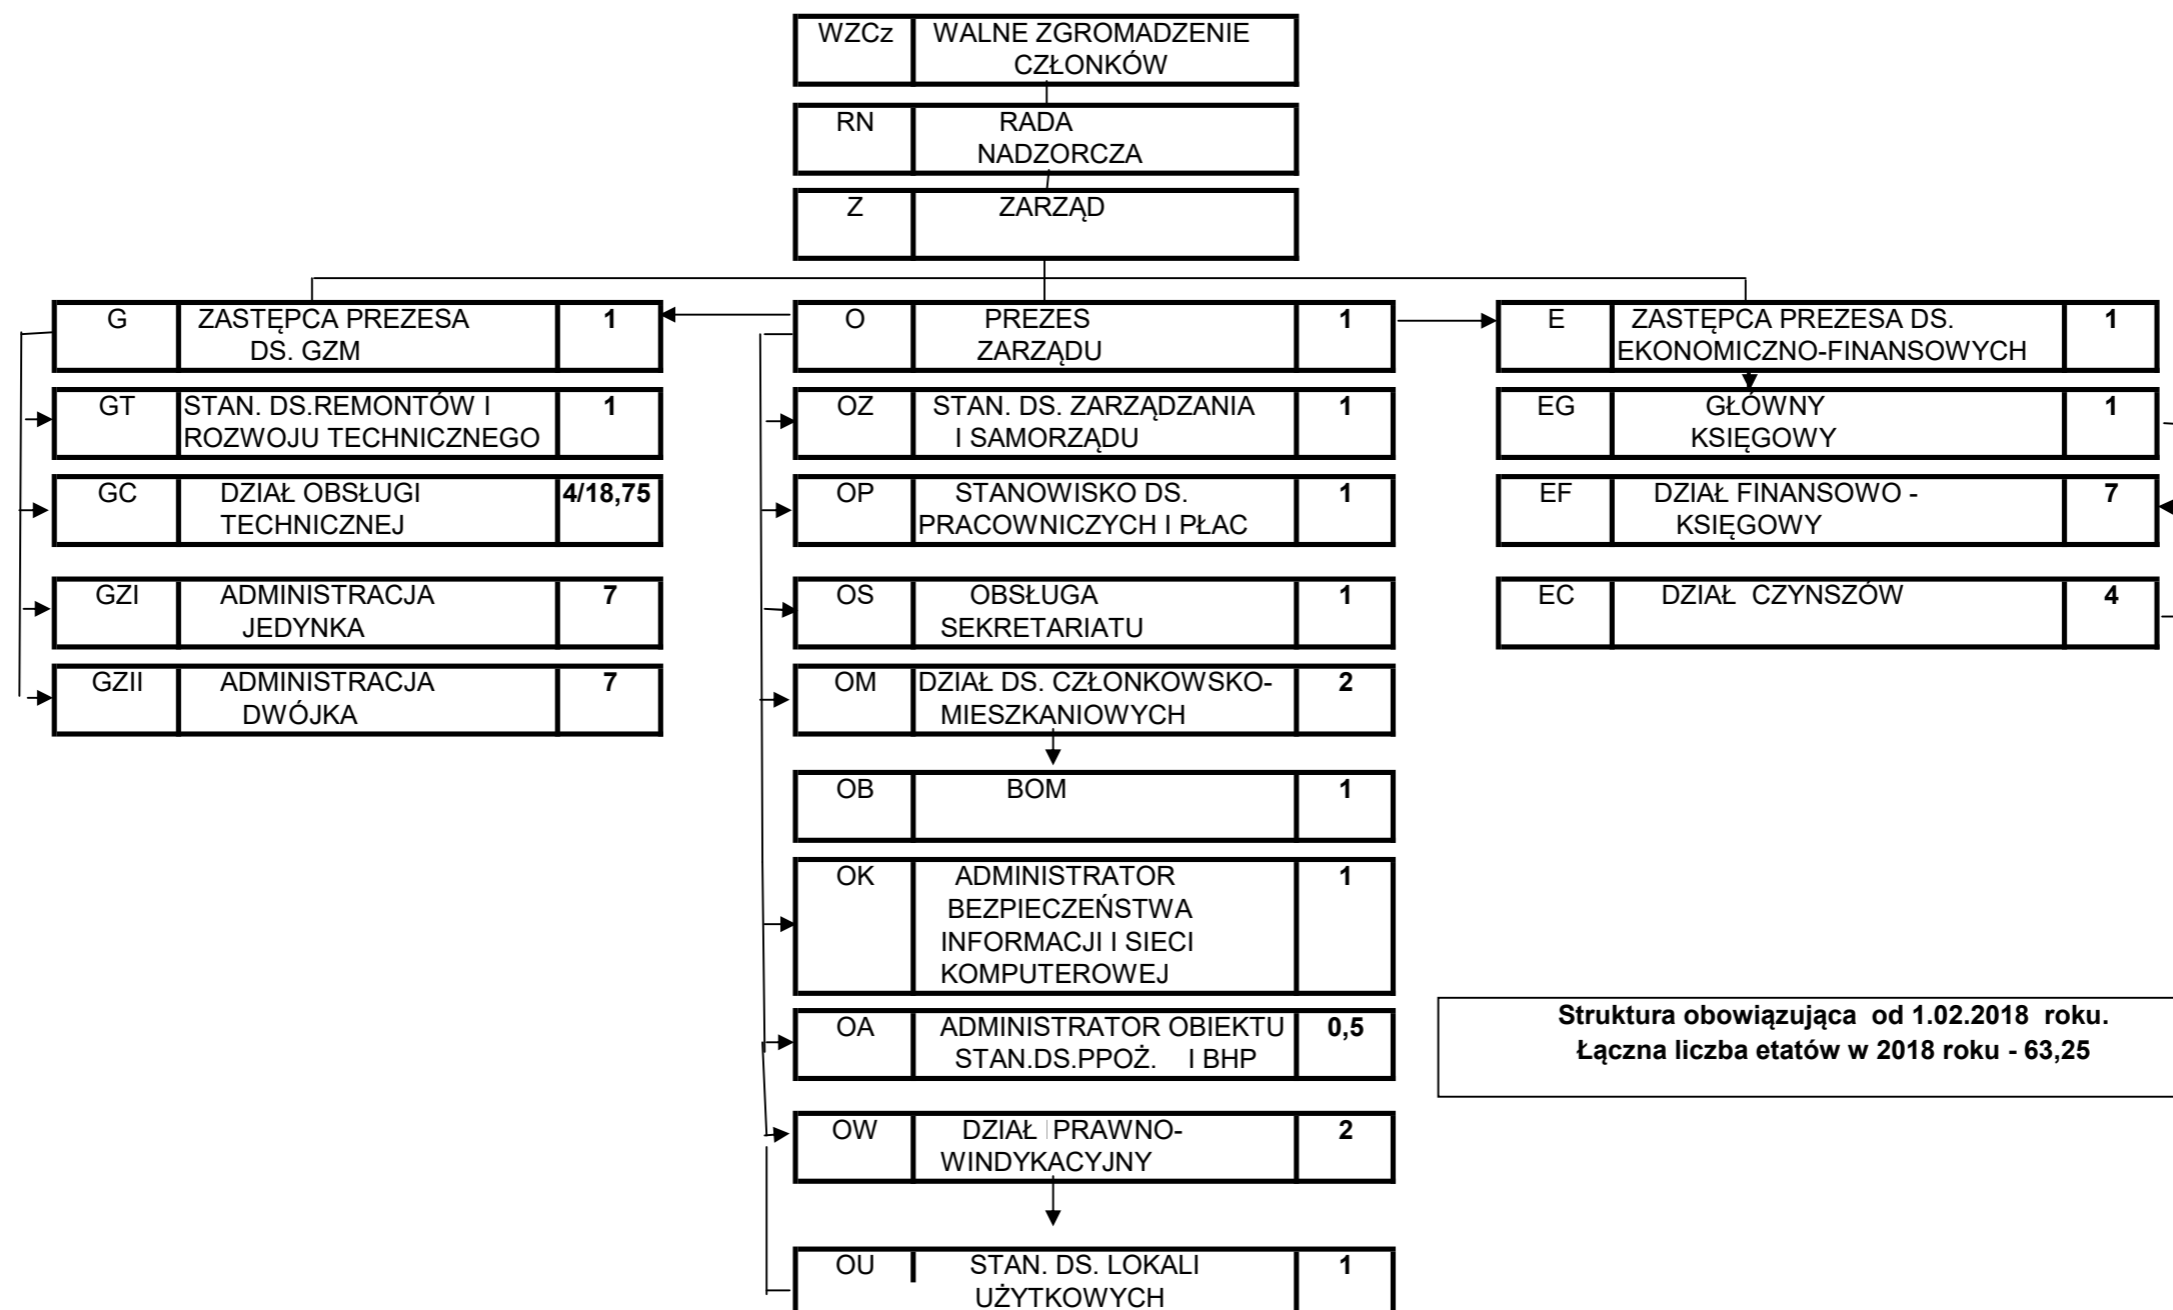 WZCz WALNE ZGROMADZENIE
CZŁONKÓW
RN RADA
NADZORCZA
Z ZARZĄD
G ZASTĘPCA PREZESA 1
DS. GZM
GT STAN. DS.REMONTÓW I 1
ROZWOJU TECHNICZNEGO
GC DZIAŁ OBSŁUGI 4/18,75
TECHNICZNEJ
GZI ADMINISTRACJA 7
JEDYNKA
GZII ADMINISTRACJA 7
DWÓJKA
O PREZES 1
ZARZĄDU
OZ STAN. DS. ZARZĄDZANIA 1
I SAMORZĄDU
OP STANOWISKO DS. 1
PRACOWNICZYCH I PŁAC
OS OBSŁUGA 1
SEKRETARIATU
OM DZIAŁ DS. CZŁONKOWSKO- 2
MIESZKANIOWYCH
OB BOM 1
OK ADMINISTRATOR 1
BEZPIECZEŃSTWA
INFORMACJI I SIECI
KOMPUTEROWEJ
OA ADMINISTRATOR OBIEKTU 0,5
STAN.DS.PPOŻ. I BHP
OW DZIAŁ PRAWNO- 2
WINDYKACYJNY
OU STAN. DS. LOKALI 1
UŻYTKOWYCH
E ZASTĘPCA PREZESA DS. 1
EKONOMICZNO-FINANSOWYCH
EG GŁÓWNY 1
KSIĘGOWY
EF DZIAŁ FINANSOWO - 7
KSIĘGOWY
EC DZIAŁ CZYNSZÓW 4
Struktura obowiązująca od 1.02.2018 roku.
Łączna liczba etatów w 2018 roku - 63,25